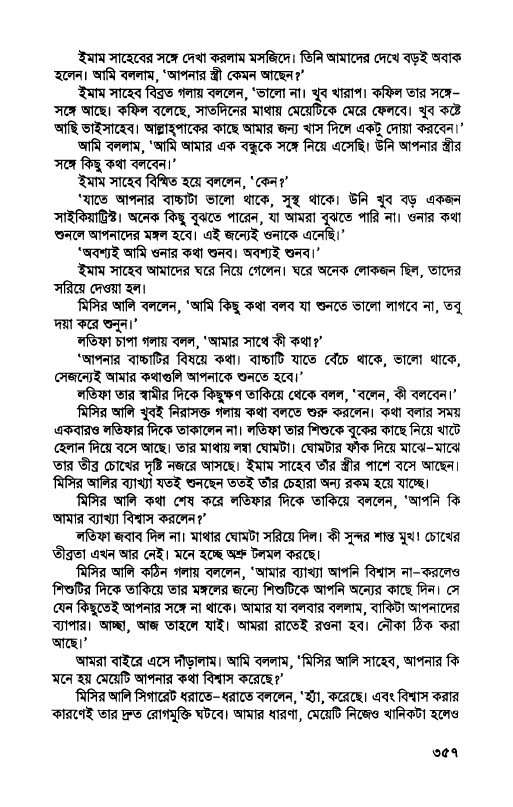 ইমাম সাহেবের সঙ্গে দেখা করলাম মসজিদে। তিনি আমাদের দেখে বড়ই অবাক
হলেন। আমি বললাম, ‘আপনার স্ত্রী কেমন আছেন?’
ইমাম সাহেব বিব্রত গলায় বললেন, ‘ভালো না। খুব খারাপ। কফিল তার সঙ্গে-
সঙ্গে আছে। কফিল বলেছে, সাতদিনের মাথায় মেয়েটিকে মেরে ফেলবে। খুব কষ্টে
আছি ভাইসাহেব। আল্লাহ্‌পাকের কাছে আমার জন্য খাস দিলে একটু দোয়া করবেন।’
আমি বললাম, ‘আমি আমার এক বন্ধুকে সঙ্গে নিয়ে এসেছি। উনি আপনার স্ত্রীর
সঙ্গে কিছু কথা বলবেন।’
ইমাম সাহেব বিস্মিত হয়ে বললেন, ‘কেন?’
‘যাতে আপনার বাচ্চাটা ভালো থাকে, সুস্থ থাকে। উনি খুব বড় একজন
সাইকিয়াট্রিস্ট। অনেক কিছু বুঝতে পারেন, যা আমরা বুঝতে পারি না। ওনার কথা
শুনলে আপনাদের মঙ্গল হবে। এই জন্যেই ওনাকে এনেছি।’
‘অবশ্যই আমি ওনার কথা শুনব। অবশ্যই শুনব।’
ইমাম সাহেব আমাদের ঘরে নিয়ে গেলেন। ঘরে অনেক লোকজন ছিল, তাদের
সরিয়ে দেওয়া হল।
মিসির আলি বললেন, ‘আমি কিছু কথা বলব যা শুনতে ভালো লাগবে না, তবু
দয়া করে শুনুন।’
লতিফা চাপা গলায় বলল, ‘আমার সাথে কী কথা?’
‘আপনার বাচ্চাটির বিষয়ে কথা। বাচ্চাটি যাতে বেঁচে থাকে, ভালো থাকে,
সেজন্যেই আমার কথাগুলি আপনাকে শুনতে হবে।’
লতিফা তার স্বামীর দিকে কিছুক্ষণ তাকিয়ে থেকে বলল, ‘বলেন, কী বলবেন।’
মিসির আলি খুবই নিরাসক্ত গলায় কথা বলতে শুরু করলেন। কথা বলার সময়
একবারও লতিফার দিকে তাকালেন না। লতিফা তার শিশুকে বুকের কাছে নিয়ে খাটে
হেলান দিয়ে বসে আছে। তার মাথায় লম্বা ঘোমটা। ঘোমটার ফাঁক দিয়ে মাঝে-মাঝে
তার তীব্র চোখের দৃষ্টি নজরে আসছে। ইমাম সাহেব তাঁর স্ত্রীর পাশে বসে আছেন।
মিসির আলির ব্যাখ্যা যতই শুনছেন ততই তাঁর চেহারা অন্য রকম হয়ে যাচ্ছে।
মিসির আলি কথা শেষ করে লতিফার দিকে তাকিয়ে বললেন, ‘আপনি কি
আমার ব্যাখ্যা বিশ্বাস করলেন?’
লতিফা জবাব দিল না। মাথার ঘোমটা সরিয়ে দিল। কী সুন্দর শান্ত মুখ! চোখের
তীব্রতা এখন আর নেই। মনে হচ্ছে অশ্রু টলমল করছে।
মিসির আলি কঠিন গলায় বললেন, ‘আমার ব্যাখ্যা আপনি বিশ্বাস না-করলেও
শিশুটির দিকে তাকিয়ে তার মঙ্গলের জন্যে শিশুটিকে আপনি অন্যের কাছে দিন। সে
যেন কিছুতেই আপনার সঙ্গে না থাকে। আমার যা বলবার বললাম, বাকিটা আপনাদের
ব্যাপার। আচ্ছা, আজ তাহলে যাই। আমরা রাতেই রওনা হব। নৌকা ঠিক করা
আছে।’
আমরা বাইরে এসে দাঁড়ালাম। আমি বললাম, ‘মিসির আলি সাহেব, আপনার কি
মনে হয় মেয়েটি আপনার কথা বিশ্বাস করেছে?’
মিসির আলি সিগারেট ধরাতে-ধরাতে বললেন, ‘হ্যাঁ, করেছে। এবং বিশ্বাস করার
কারণেই তার দ্রুত রোগমুক্তি ঘটবে। আমার ধারণা, মেয়েটি নিজেও খানিকটা হলেও
৩৫৭